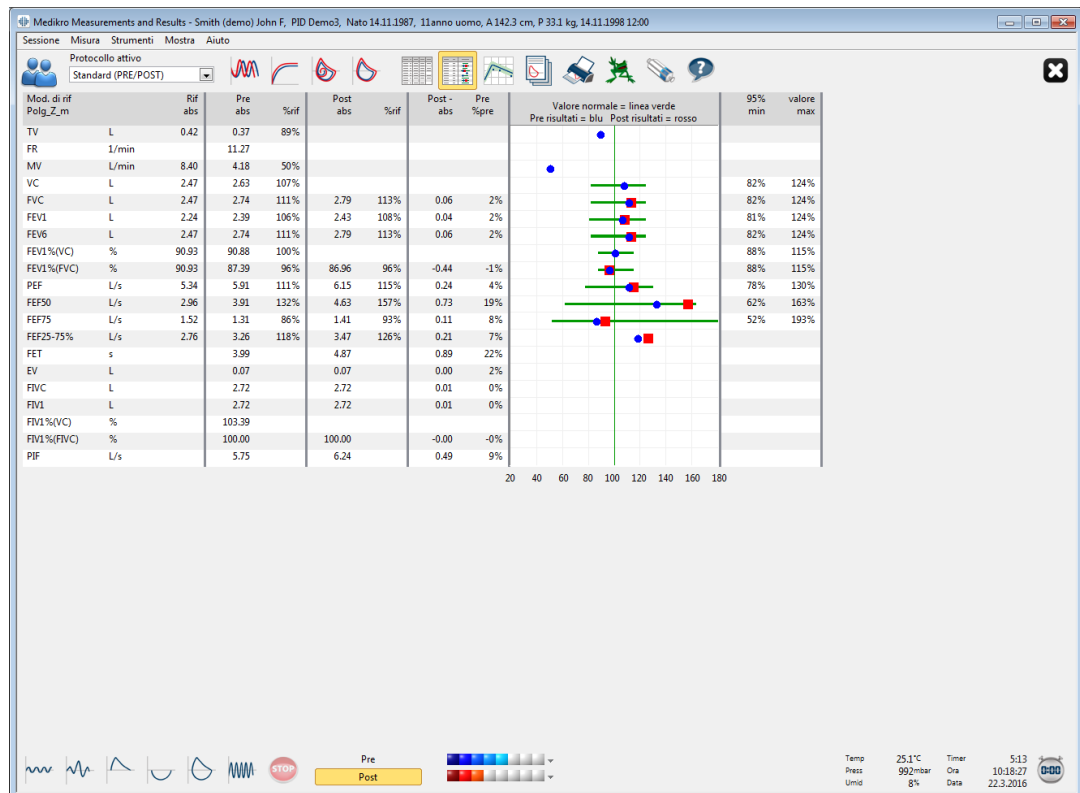 Medikro Measurements and Results - Smith (demo) John F, PID Demo3, Nato 14.11.1987, 11anno uomo, A 142.3 cm, P 33.1 kg, 14.11.1998 12:00
Sessione Misura Strumenti Mostra Aiuto
Protocollo attivo
Standard (PRE/POST)
Mod. di rif Rif Pre Post Post - Pre 95% valore
Polg_Z_m abs abs %rif abs %rif abs %pre min max
Valore normale = linea verde
Pre risultati = blu Post risultati = rosso
TV L 0.42 0.37 89%
FR 1/min 11.27
MV L/min 8.40 4.18 50%
VC L 2.47 2.63 107% 82% 124%
FVC L 2.47 2.74 111% 2.79 113% 0.06 2% 82% 124%
FEV1 L 2.24 2.39 106% 2.43 108% 0.04 2% 81% 124%
FEV6 L 2.47 2.74 111% 2.79 113% 0.06 2% 82% 124%
FEV1%(VC) % 90.93 90.88 100% 88% 115%
FEV1%(FVC) % 90.93 87.39 96% 86.96 96% -0.44 -1% 88% 115%
PEF L/s 5.34 5.91 111% 6.15 115% 0.24 4% 78% 130%
FEF50 L/s 2.96 3.91 132% 4.63 157% 0.73 19% 62% 163%
FEF75 L/s 1.52 1.31 86% 1.41 93% 0.11 8% 52% 193%
FEF25-75% L/s 2.76 3.26 118% 3.47 126% 0.21 7%
FET s 3.99 4.87 0.89 22%
EV L 0.07 0.07 0.00 2%
FIVC L 2.72 2.72 0.01 0%
FIV1 L 2.72 2.72 0.01 0%
FIV1%(VC) % 103.39
FIV1%(FIVC) % 100.00 100.00 -0.00 -0%
PIF L/s 5.75 6.24 0.49 9%
20 40 60 80 100 120 140 160 180
STOP
Pre
Post
Temp 25.1°C Timer 5:13
Press 992mbar Ora 10:18:27
Umid 8% Data 22.3.2016
0:00